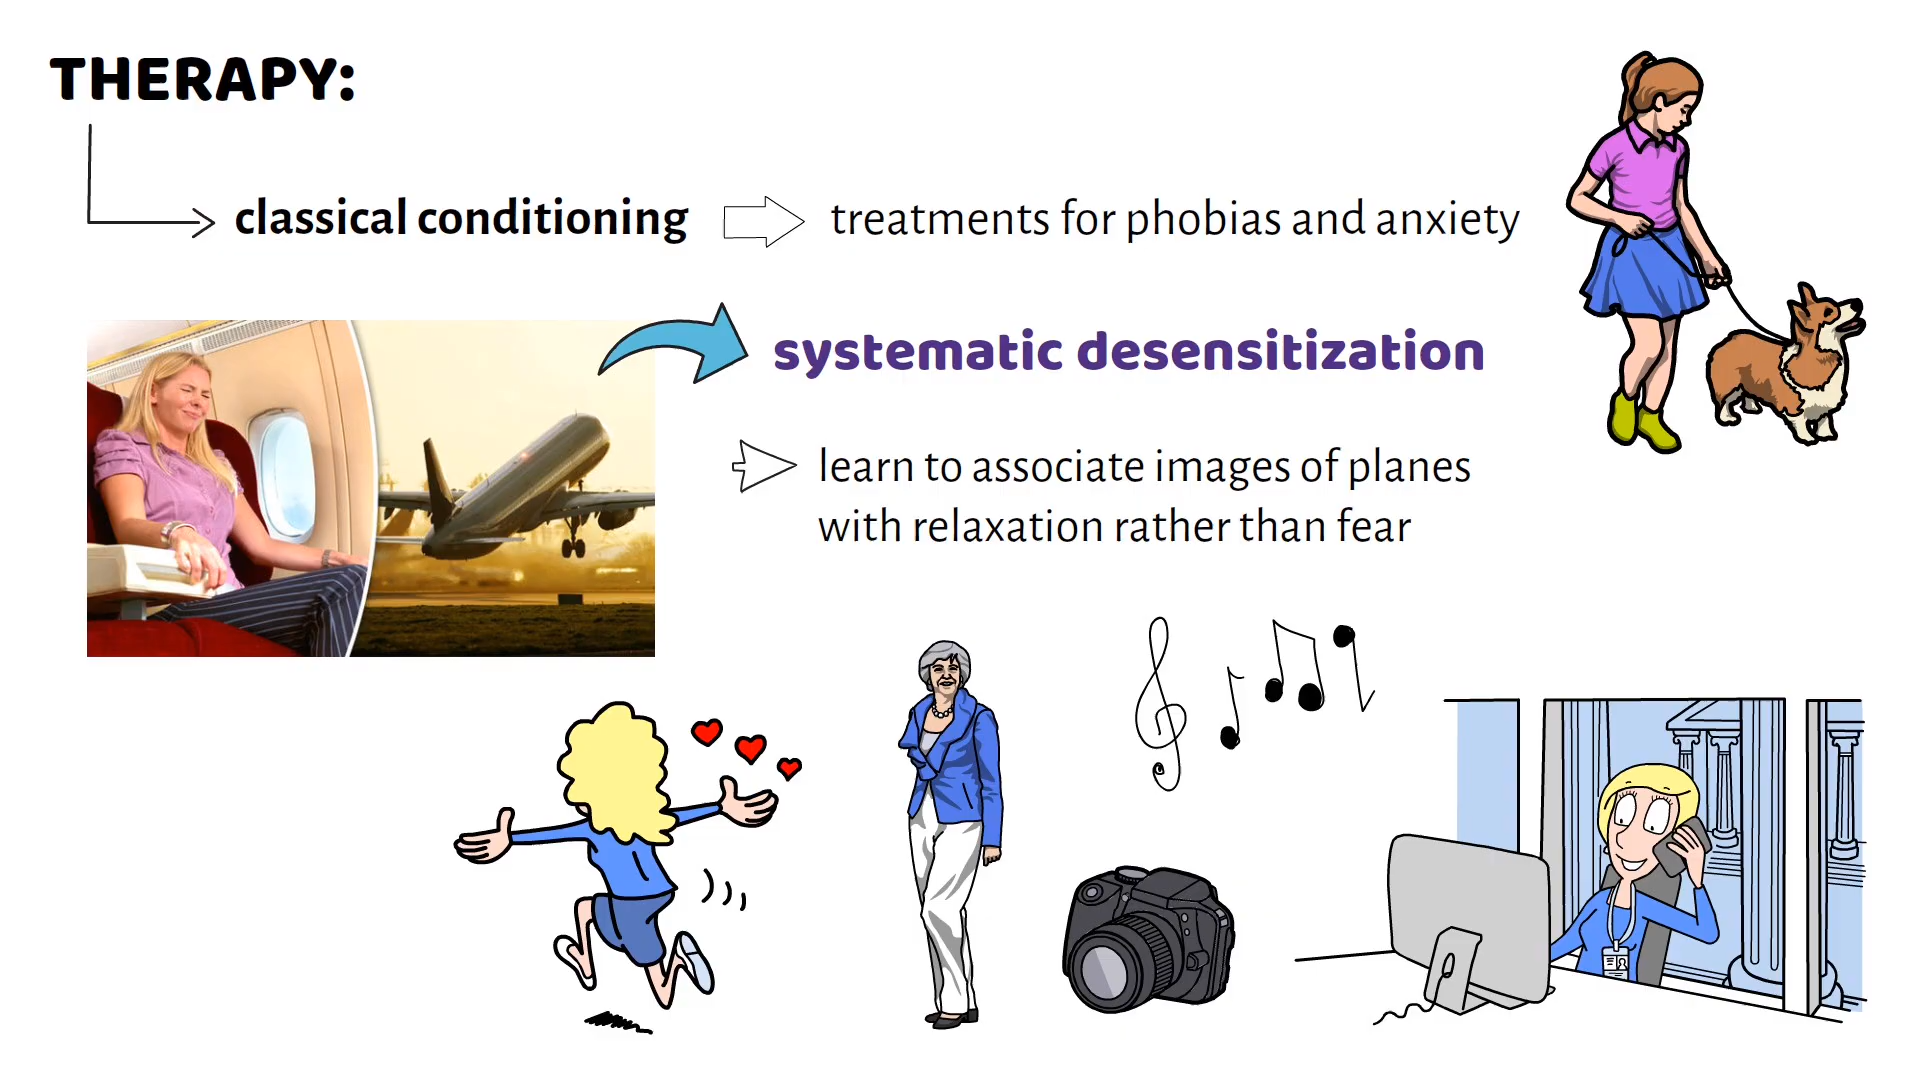 THERAPY:
classical conditioning
treatments for phobias and anxiety
systematic desensitization
learn to associate images of planes
with relaxation rather than fear